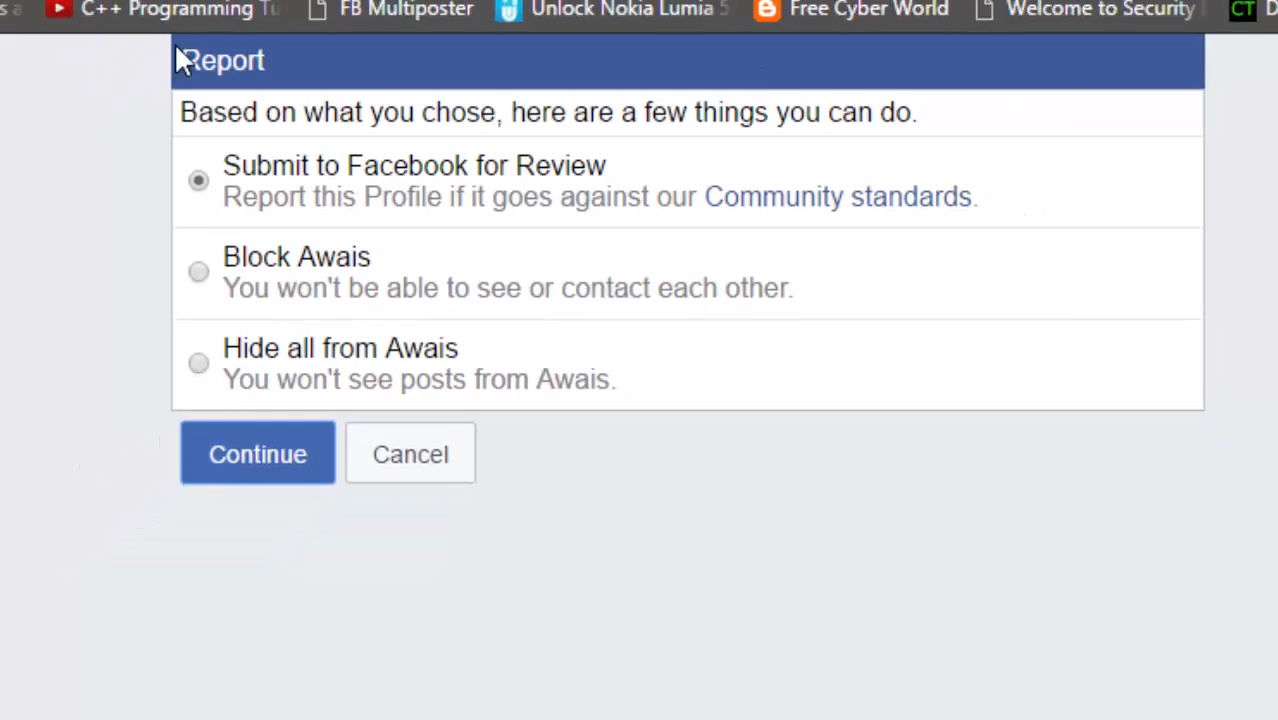 C++ Programming FB Multiposter Unlock Nokia Lumia Free Cyber World Welcome to Security CT
Report
Based on what you chose, here are a few things you can do.
Submit to Facebook for Review
Report this Profile if it goes against our Community standards.
Block Awais
You won't be able to see or contact each other.
Hide all from Awais
You won't see posts from Awais.
Continue Cancel